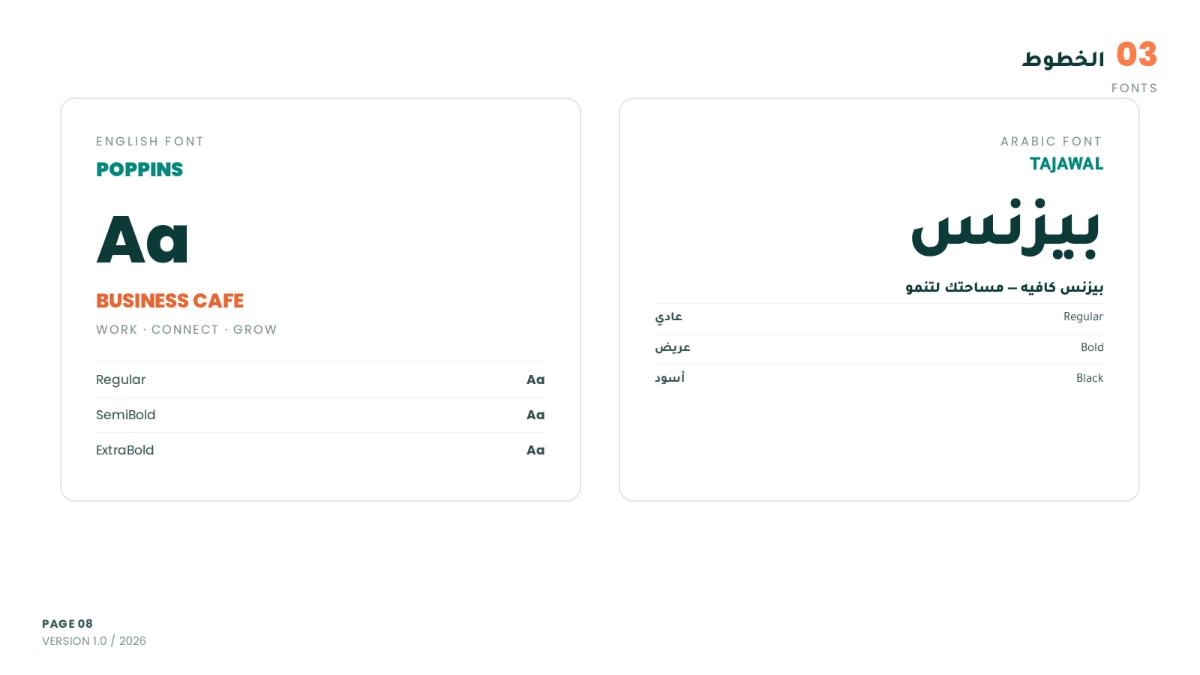 03 الخطوط
FONTS
ENGLISH FONT
POPPINS
Aa
BUSINESS CAFE
WORK · CONNECT · GROW
Regular Aa
SemiBold Aa
ExtraBold Aa
ARABIC FONT
TAJAWAL
بيزنس
بيزنس كافيه — مساحتك لتنمو
Regular عادي
Bold عريض
Black أسود
PAGE 08
VERSION 1.0 / 2026